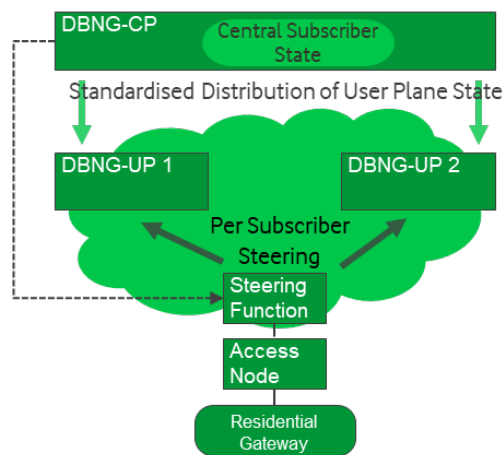 DBNG-CP
Central Subscriber
State
Standardised Distribution of User Plane State
DBNG-UP 1
DBNG-UP 2
Per Subscriber
Steering
Steering
Function
Access
Node
Residential
Gateway